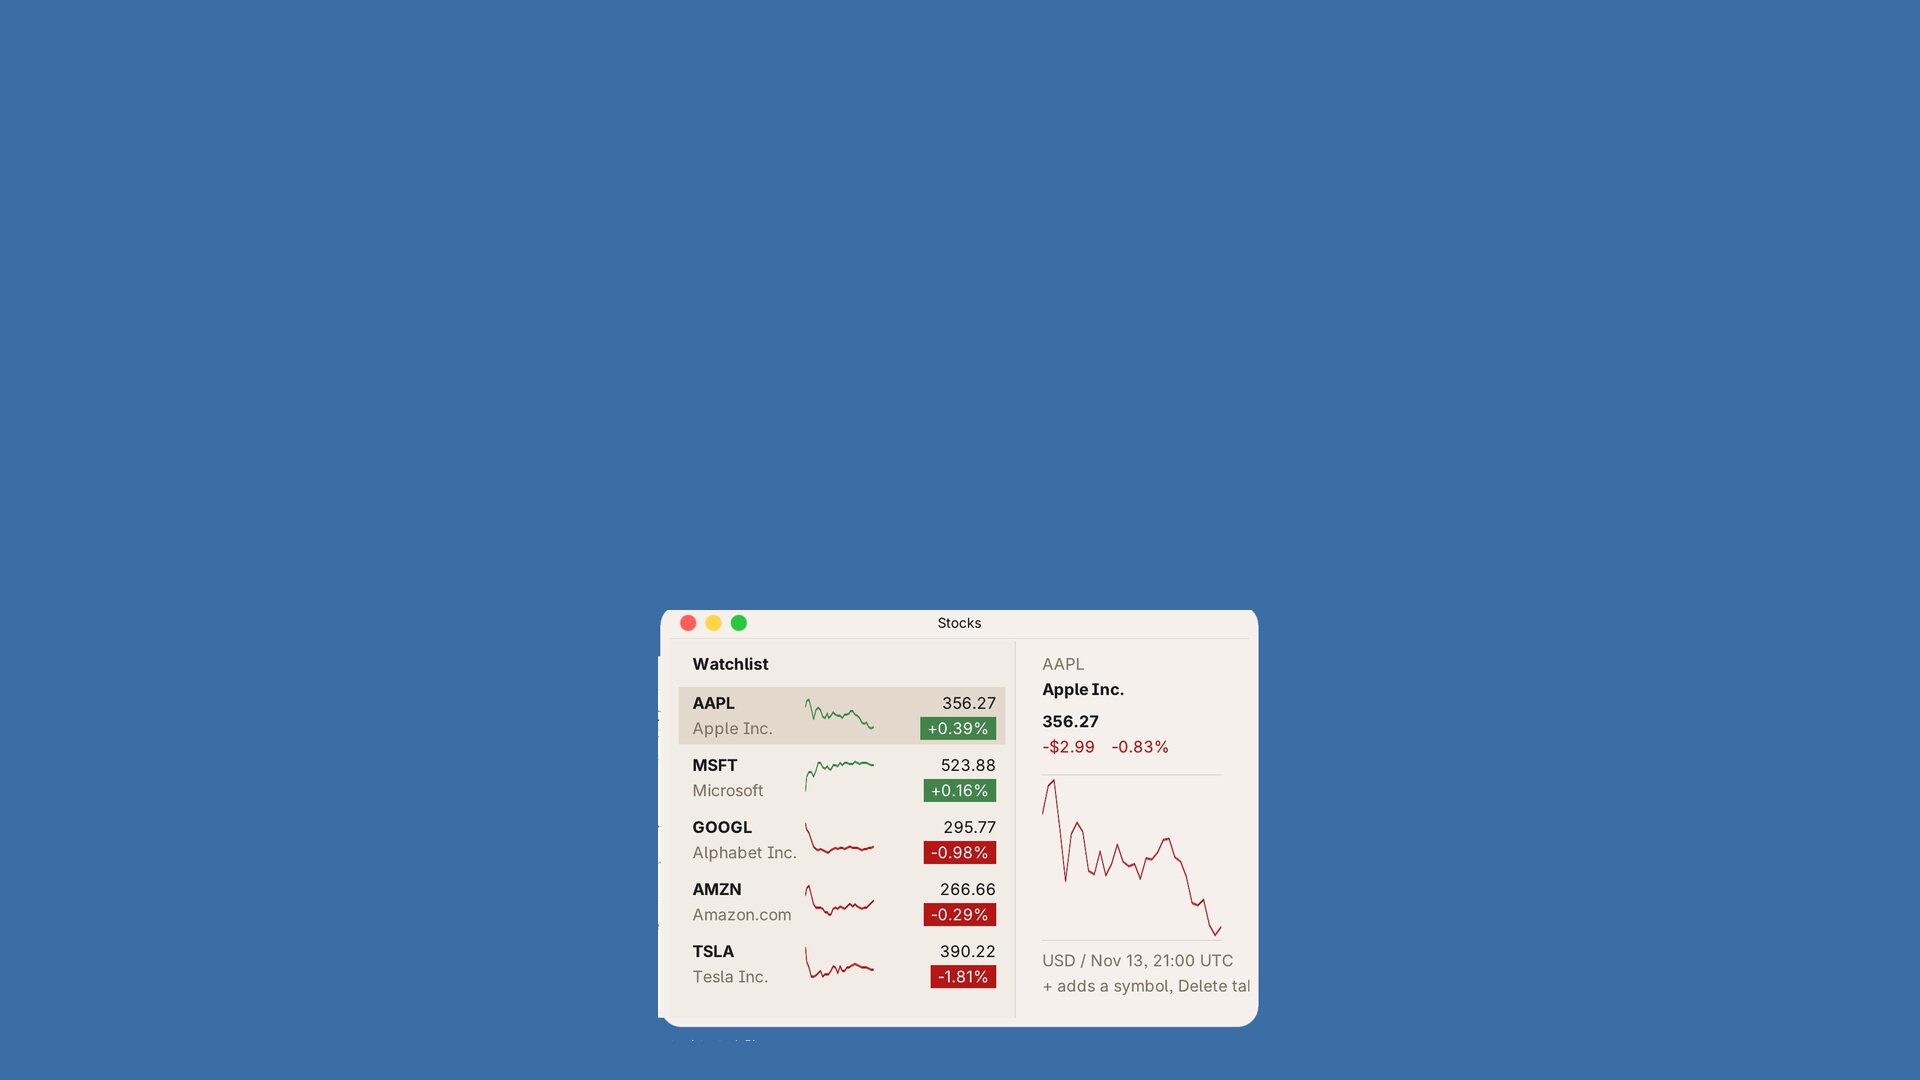 Stocks
Watchlist
AAPL 356.27
Apple Inc. +0.39%
MSFT 523.88
Microsoft +0.16%
GOOGL 295.77
Alphabet Inc. -0.98%
AMZN 266.66
Amazon.com -0.29%
TSLA 390.22
Tesla Inc. -1.81%
AAPL
Apple Inc.
356.27
-$2.99 -0.83%
USD / Nov 13, 21:00 UTC
+ adds a symbol, Delete